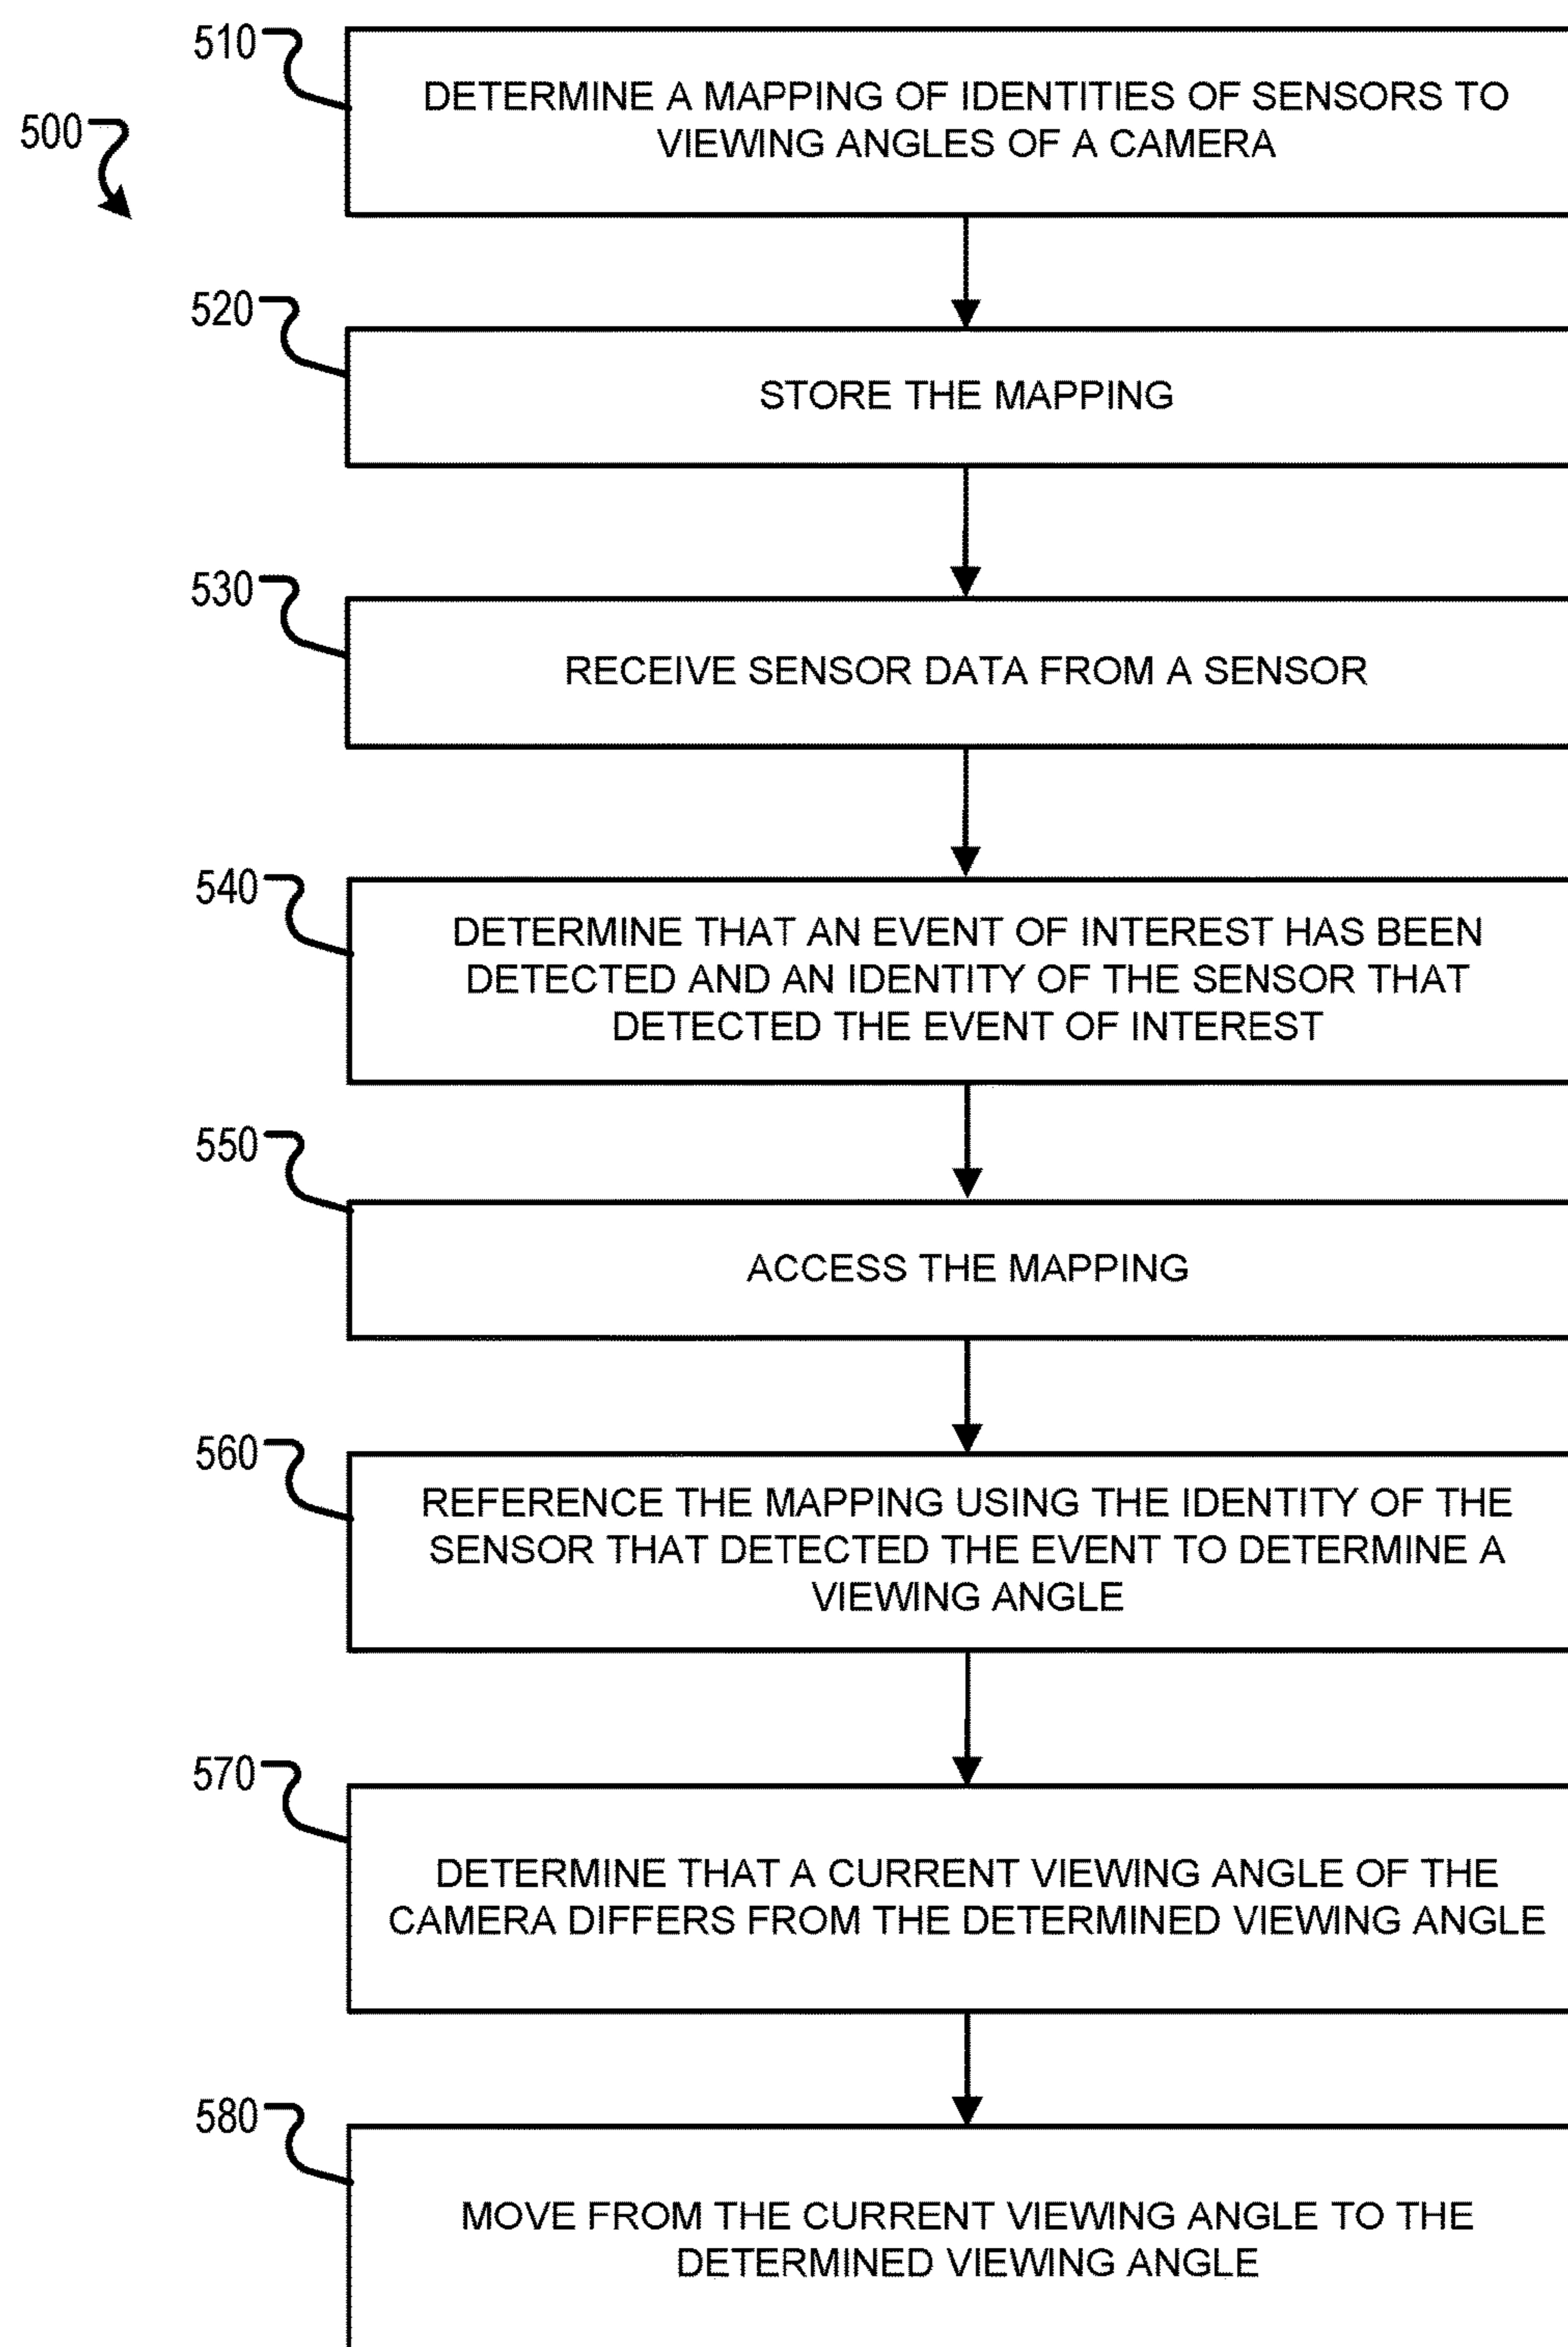 510
DETERMINE A MAPPING OF IDENTITIES OF SENSORS TO
VIEWING ANGLES OF A CAMERA
500
520
STORE THE MAPPING
530
RECEIVE SENSOR DATA FROM A SENSOR
540
DETERMINE THAT AN EVENT OF INTEREST HAS BEEN
DETECTED AND AN IDENTITY OF THE SENSOR THAT
DETECTED THE EVENT OF INTEREST
550
ACCESS THE MAPPING
560
REFERENCE THE MAPPING USING THE IDENTITY OF THE
SENSOR THAT DETECTED THE EVENT TO DETERMINE A
VIEWING ANGLE
570
DETERMINE THAT A CURRENT VIEWING ANGLE OF THE
CAMERA DIFFERS FROM THE DETERMINED VIEWING ANGLE
580
MOVE FROM THE CURRENT VIEWING ANGLE TO THE
DETERMINED VIEWING ANGLE